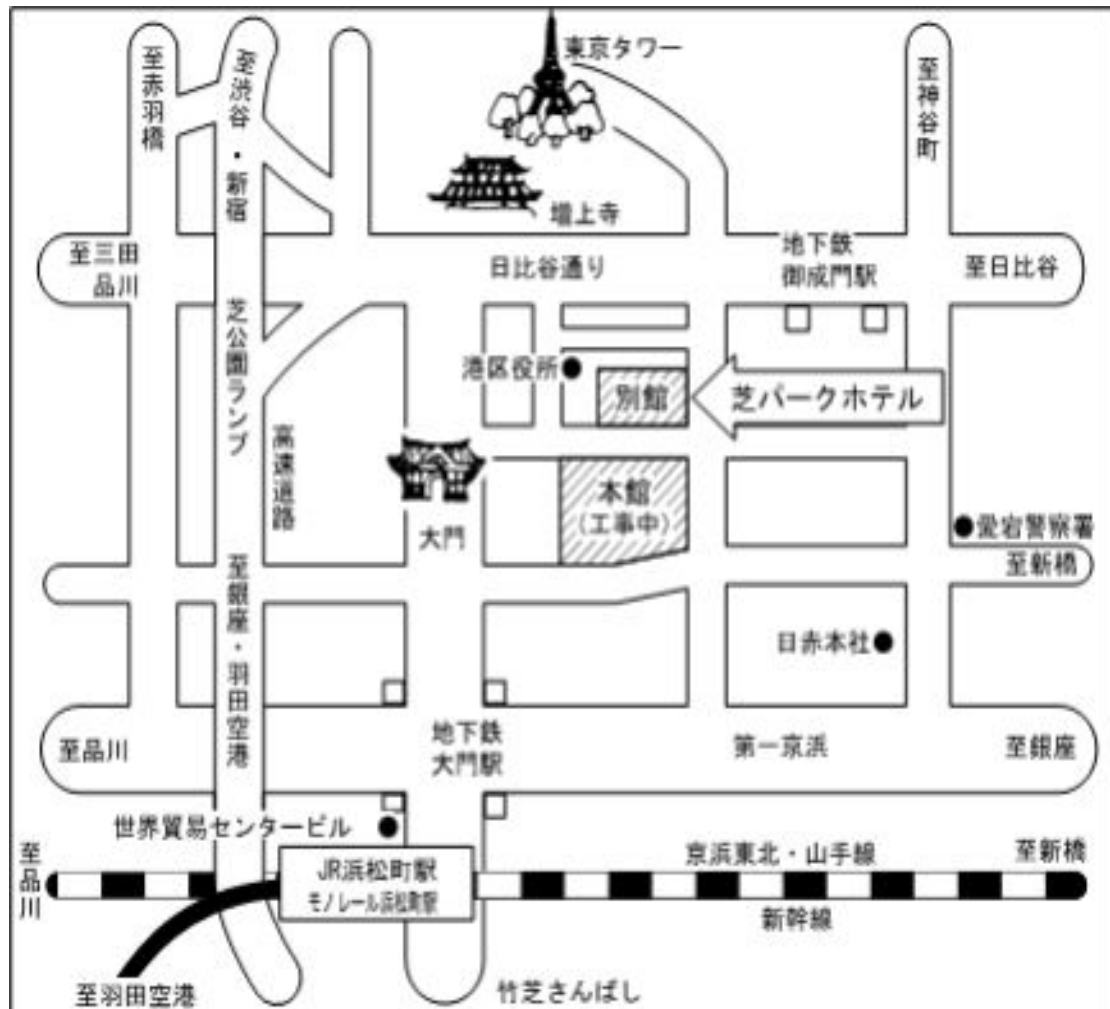 東京タワー
至赤羽橋
至渋谷・新宿
至神谷町
増上寺
至三田
品川
日比谷通り
地下鉄
御成門駅
至日比谷
芝公園ランプ
港区役所
別館
芝パークホテル
高速道路
大門
本館
(工事中)
愛宕警察署
至新橋
至銀座・羽田空港
日赤本社
至品川
地下鉄
大門駅
第一京浜
至銀座
世界貿易センタービル
至品川
JR浜松町駅
モノレール浜松町駅
京浜東北・山手線
至新橋
新幹線
至羽田空港
竹芝さんばし